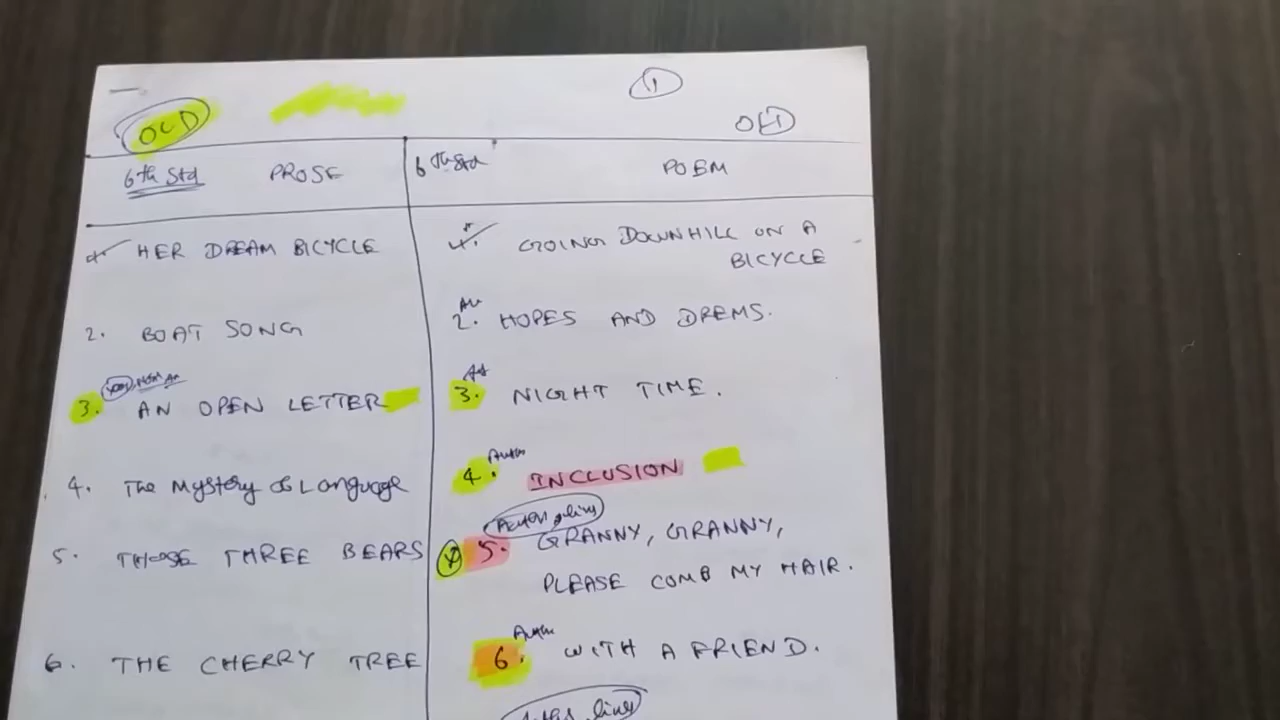 1
OLD
6th Std PROSE
6th Std POEM
HER DREAM BICYCLE
1. GOING DOWNHILL ON A
BICYCLE
2. BOAT SONG
2. HOPES AND DREMS.
3. AN OPEN LETTER
3. NIGHT TIME.
4. The Mystery of Language
4. INCLUSION
5. THOSE THREE BEARS
5. GRANNY, GRANNY,
PLEASE COMB MY HAIR.
6. THE CHERRY TREE
6. WITH A FRIEND.